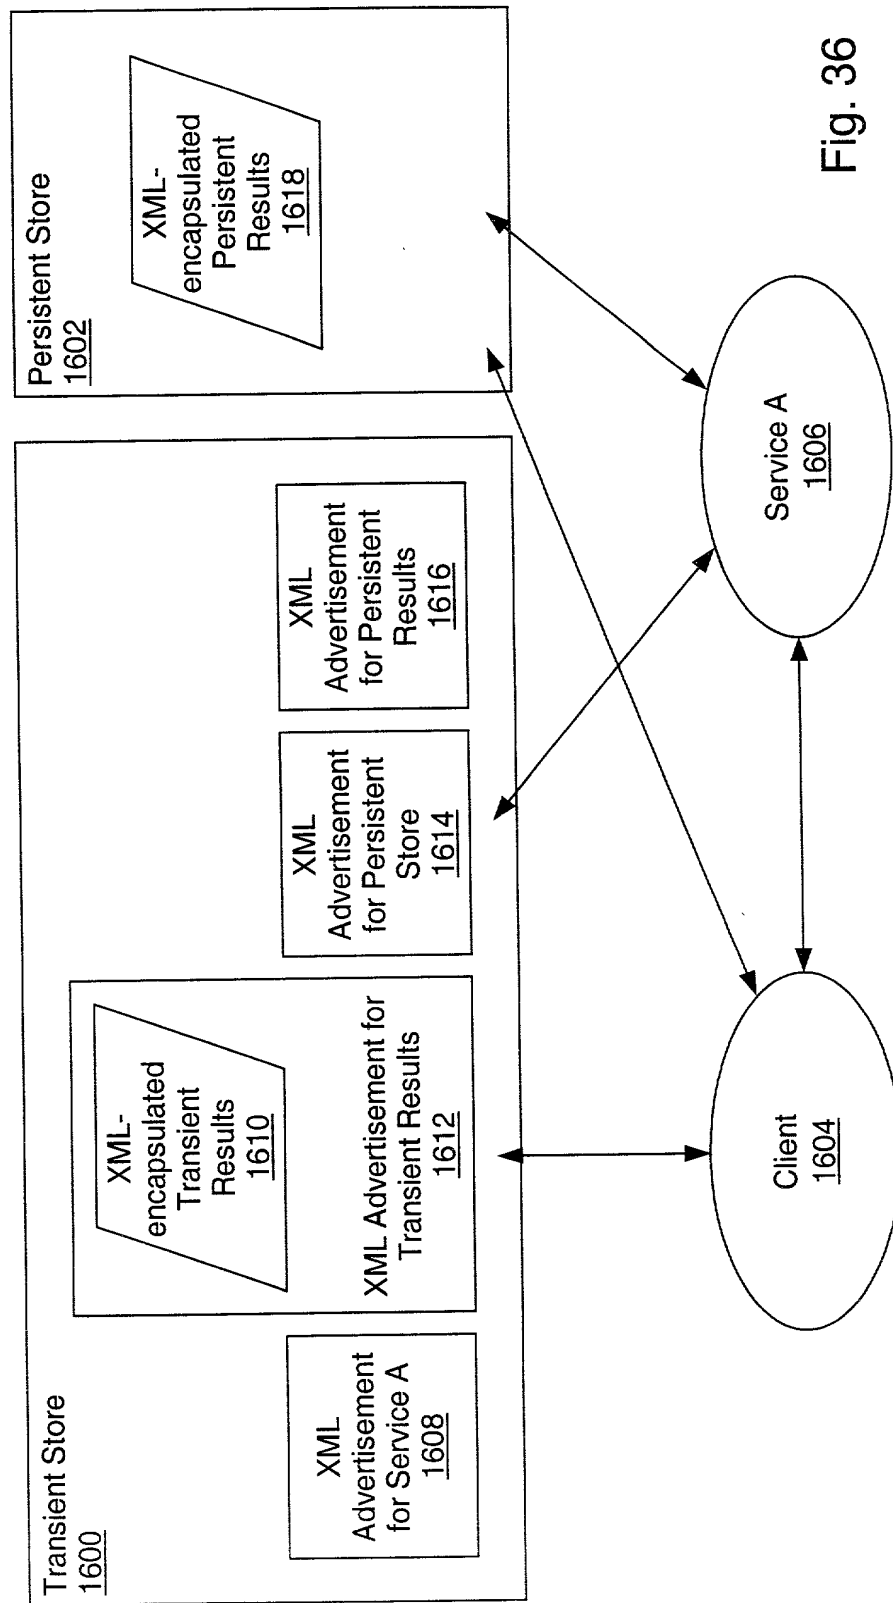 Transient Store
1600
XML
Advertisement
for Service A
1608
XML-
encapsulated
Transient
Results
1610
XML Advertisement for
Transient Results
1612
XML
Advertisement
for Persistent
Store
1614
XML
Advertisement
for Persistent
Results
1616
Persistent Store
1602
XML-
encapsulated
Persistent
Results
1618
Client
1604
Service A
1606
Fig. 36